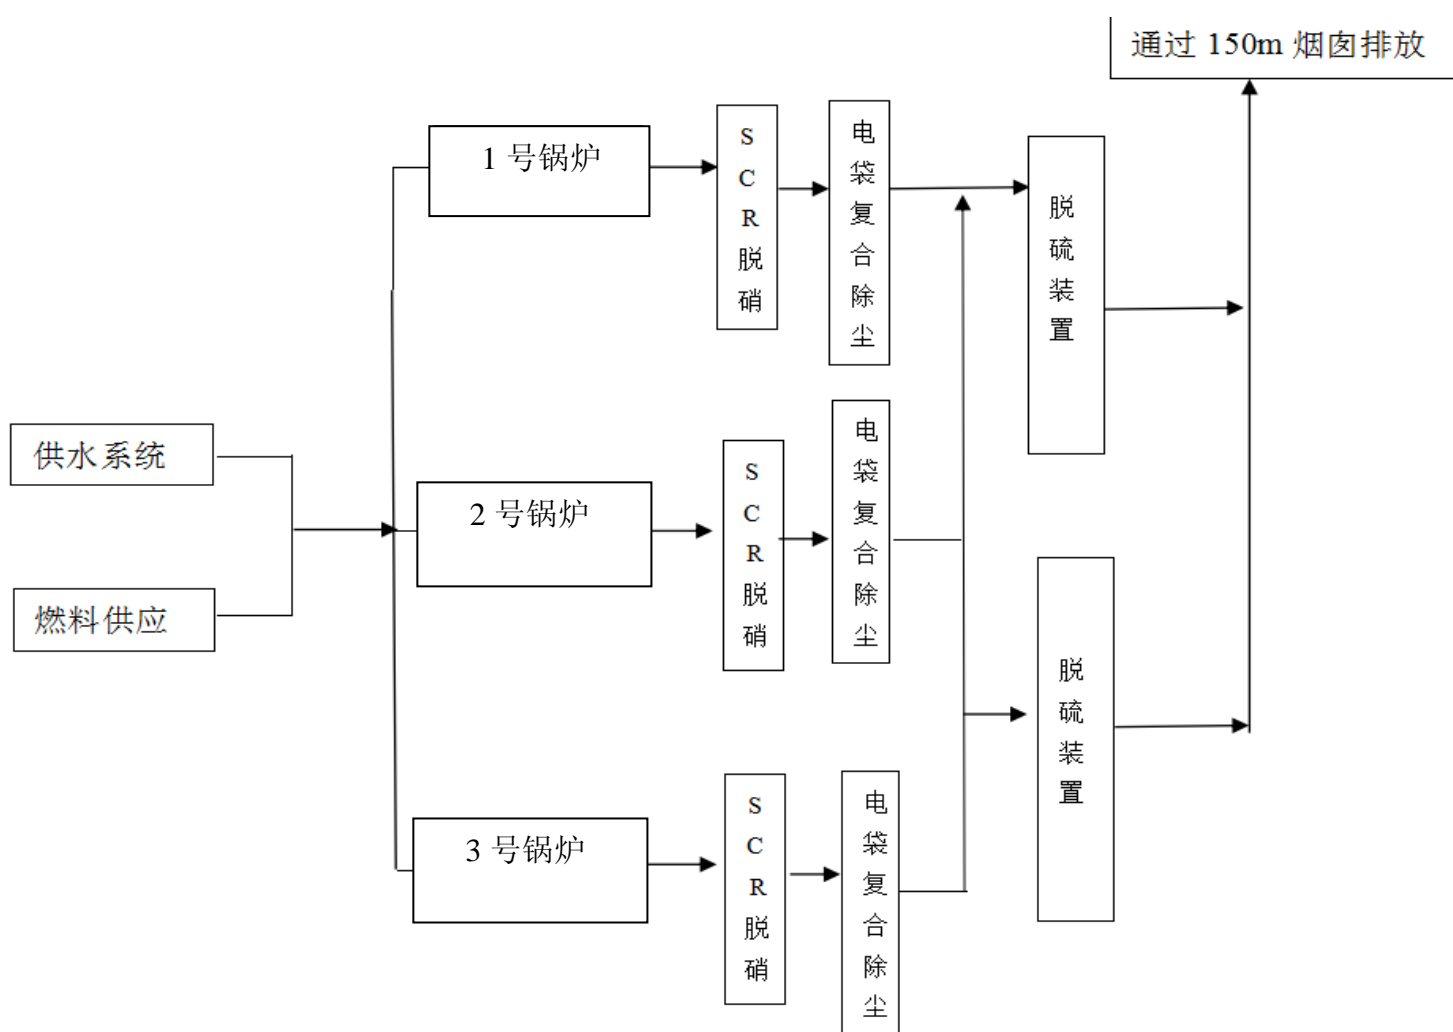 通过 150m 烟囱排放
1 号锅炉
SCR脱硝
电袋复合除尘
脱硫装置
供水系统
2 号锅炉
SCR脱硝
电袋复合除尘
燃料供应
脱硫装置
3 号锅炉
SCR脱硝
电袋复合除尘